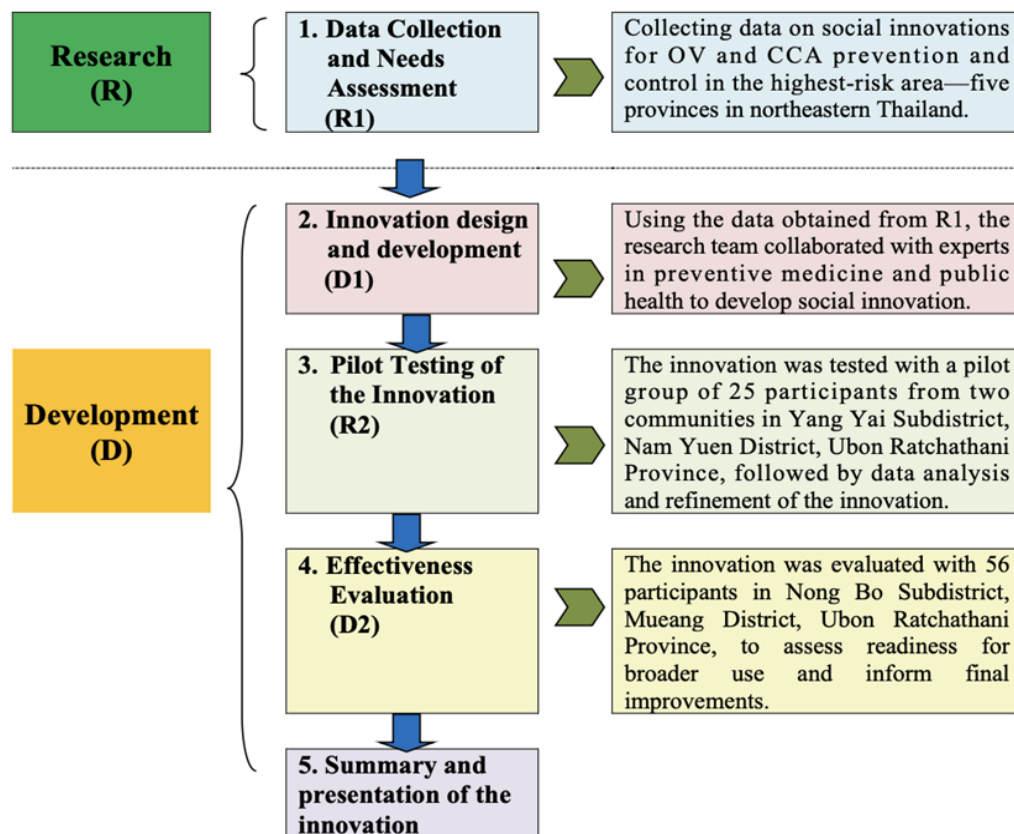 Research
(R)
1. Data Collection
and Needs
Assessment
(R1)
Collecting data on social innovations
for OV and CCA prevention and
control in the highest-risk area—five
provinces in northeastern Thailand.
2. Innovation design
and development
(D1)
Using the data obtained from R1, the
research team collaborated with experts
in preventive medicine and public
health to develop social innovation.
Development
(D)
3. Pilot Testing of
the Innovation
(R2)
The innovation was tested with a pilot
group of 25 participants from two
communities in Yang Yai Subdistrict,
Nam Yuen District, Ubon Ratchathani
Province, followed by data analysis
and refinement of the innovation.
4. Effectiveness
Evaluation
(D2)
The innovation was evaluated with 56
participants in Nong Bo Subdistrict,
Mueang District, Ubon Ratchathani
Province, to assess readiness for
broader use and inform final
improvements.
5. Summary and
presentation of the
innovation